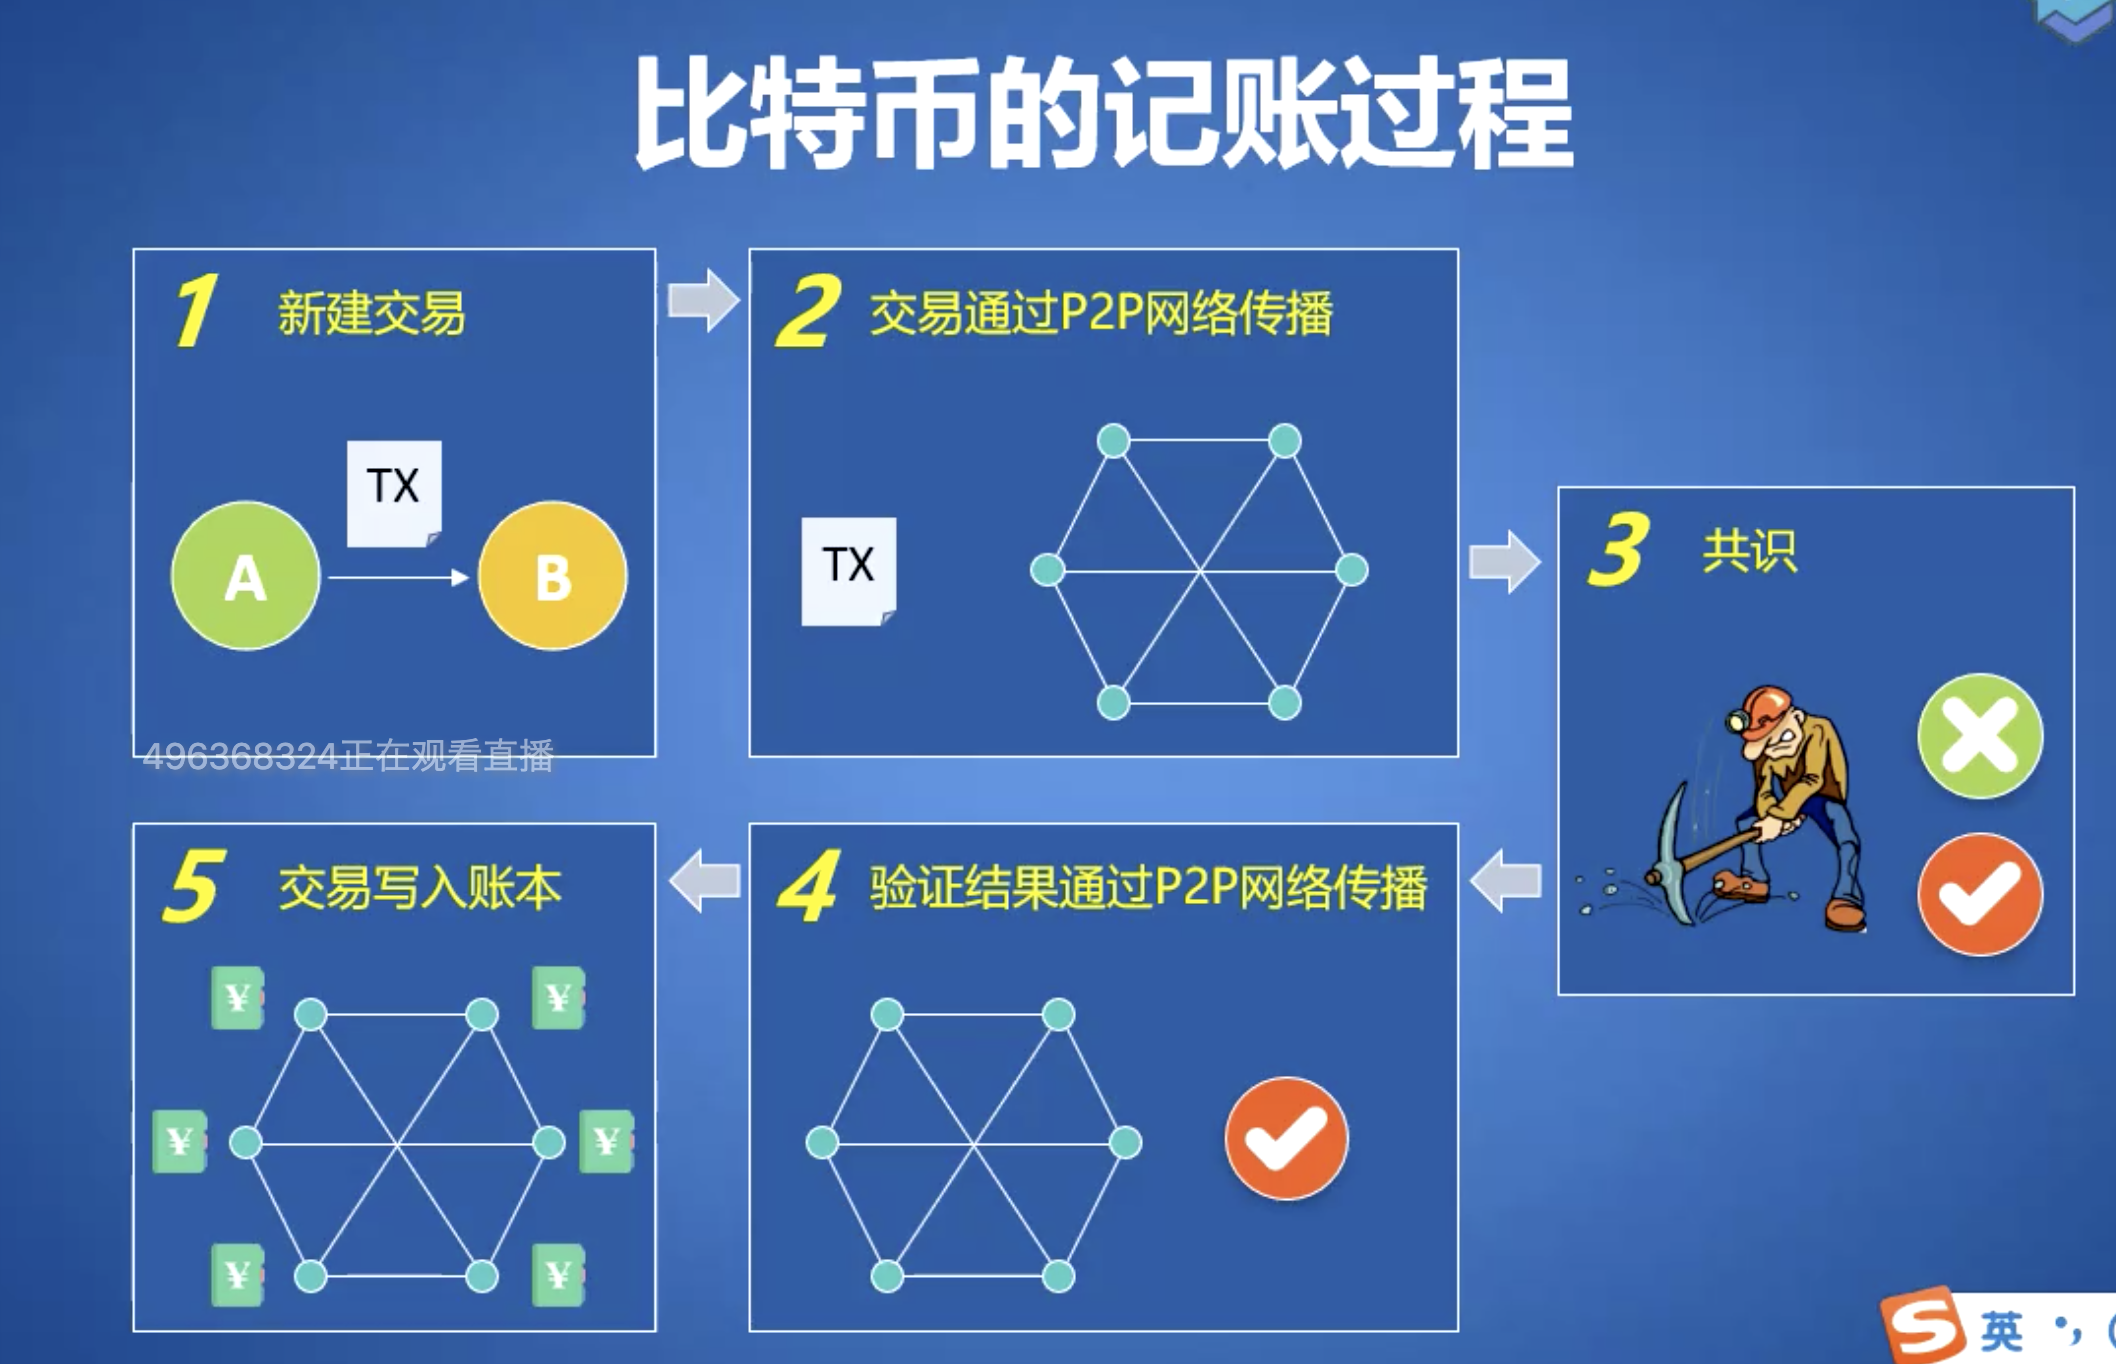 比特币的记账过程
1 新建交易
TX
A
B
2 交易通过P2P网络传播
TX
3 共识
496368324正在观看直播
4 验证结果通过P2P网络传播
5 交易写入账本
¥
¥
¥
¥
¥
¥
S 英